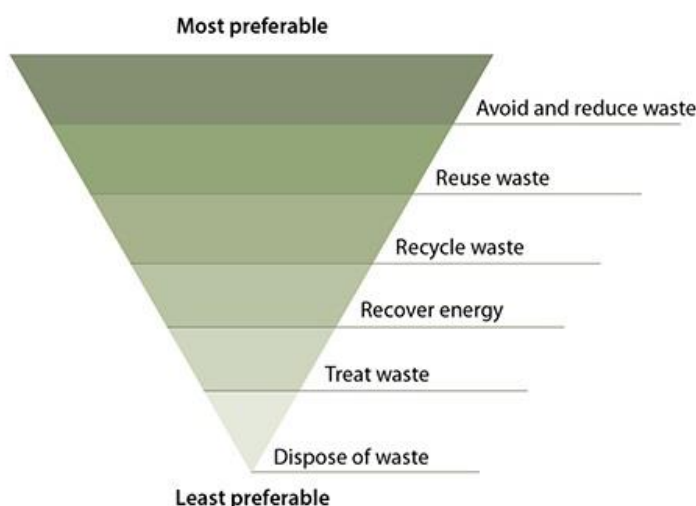 Most preferable
Avoid and reduce waste
Reuse waste
Recycle waste
Recover energy
Treat waste
Dispose of waste
Least preferable